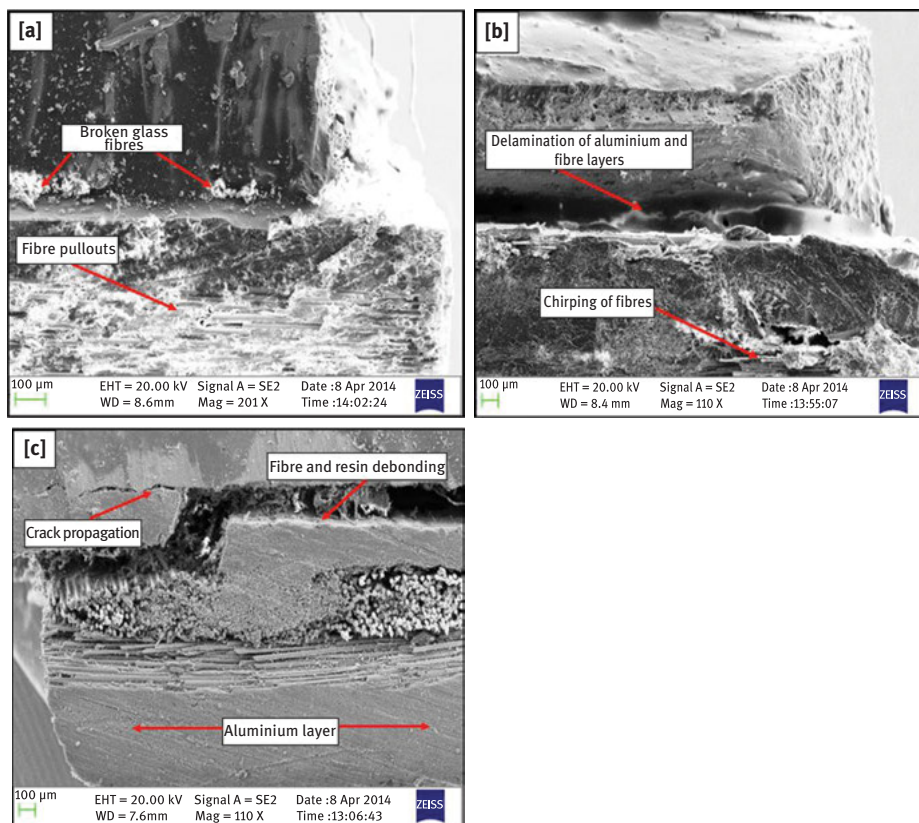 [a]
Broken glass
fibres
Fibre pullouts
100 µm
EHT = 20.00 kV Signal A = SE2 Date :8 Apr 2014
WD = 8.6mm Mag = 201 X Time :14:02:24
ZEISS
[b]
Delamination of aluminium and
fibre layers
Chirping of fibres
100 µm
EHT = 20.00 kV Signal A = SE2 Date :8 Apr 2014
WD = 8.4 mm Mag = 110 X Time :13:55:07
ZEISS
[c]
Fibre and resin debonding
Crack propagation
Aluminium layer
100 µm
EHT = 20.00 kV Signal A = SE2 Date :8 Apr 2014
WD = 7.6mm Mag = 110 X Time :13:06:43
ZEISS